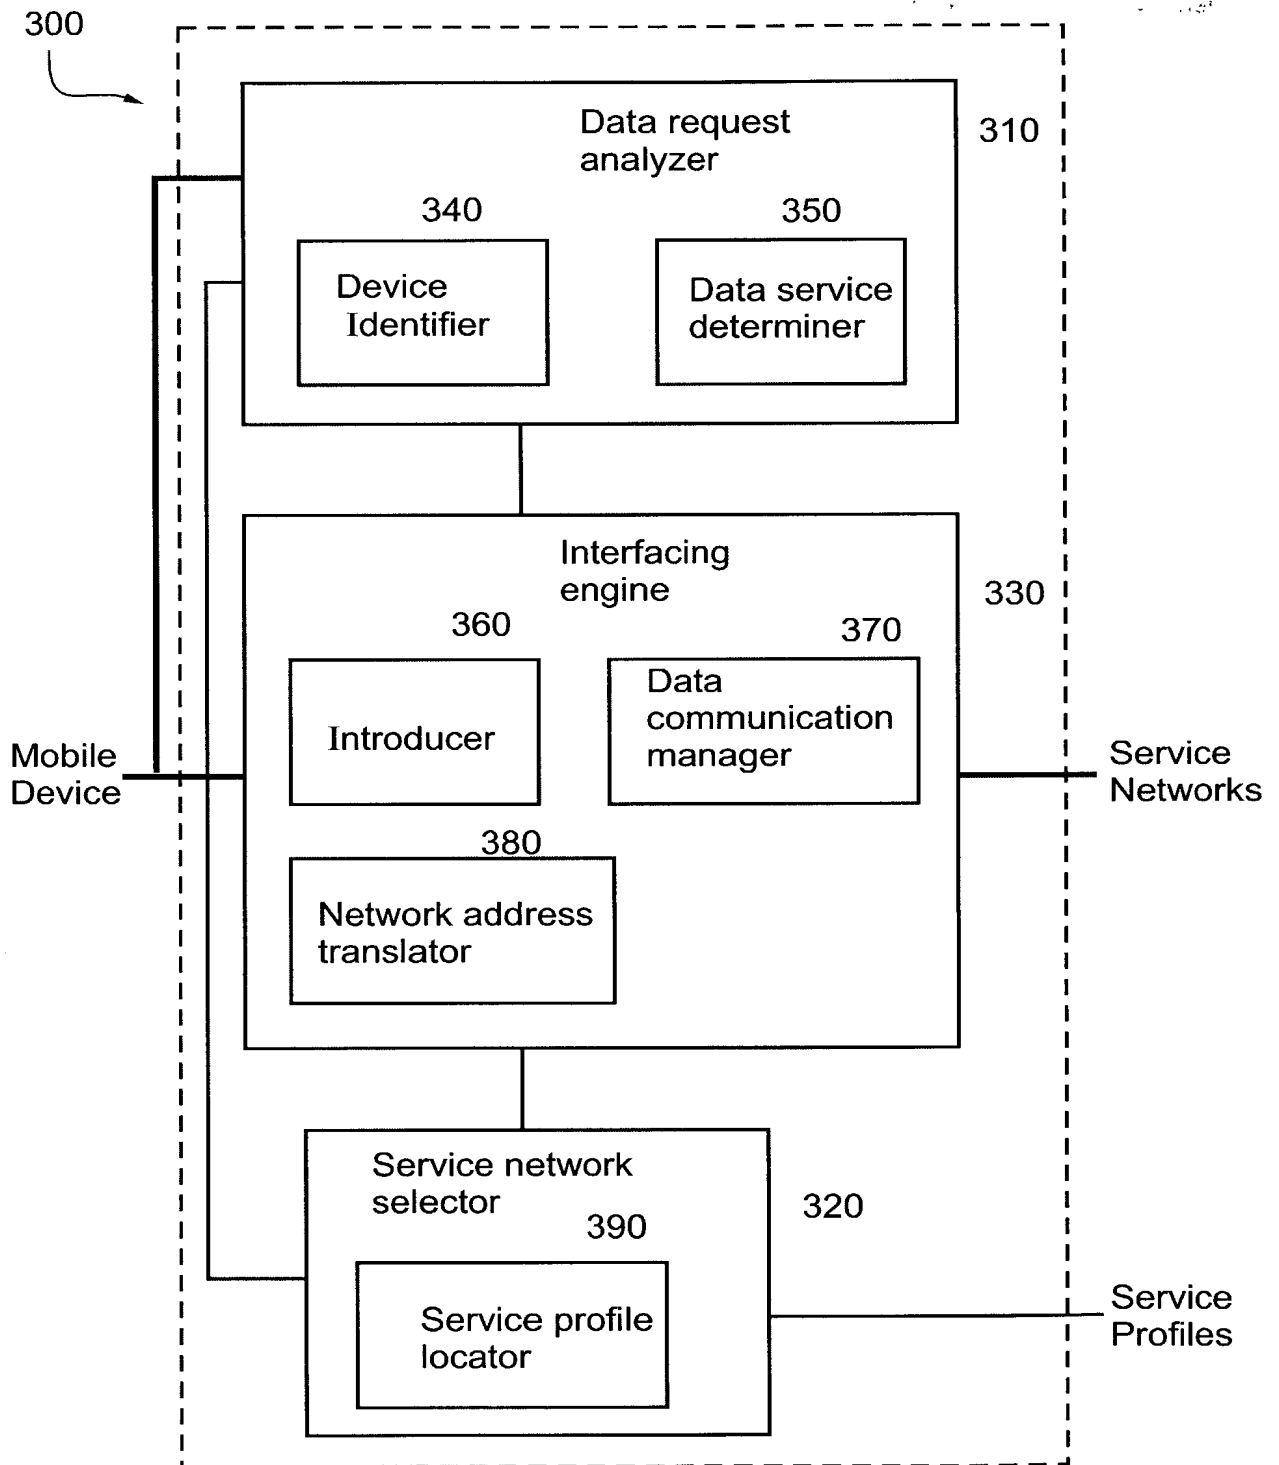 300
Data request
analyzer
310
340
350
Device
Identifier
Data service
determiner
Interfacing
engine
330
360
370
Introducer
Data
communication
manager
Mobile
Device
Service
Networks
380
Network address
translator
Service network
selector
320
390
Service profile
locator
Service
Profiles